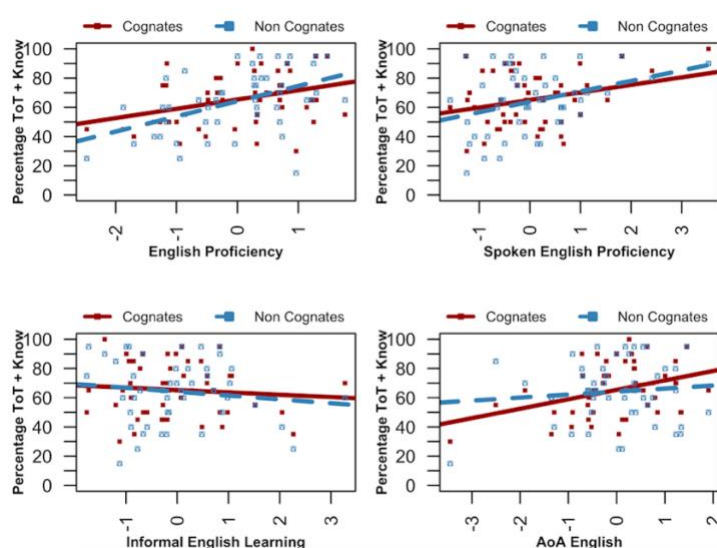 Cognates Non Cognates
Percentage ToT + Know
100
80
60
40
20
0
-2 -1 0 1
English Proficiency
Cognates Non Cognates
Percentage ToT + Know
100
80
60
40
20
0
-1 0 1 2 3
Spoken English Proficiency
Cognates Non Cognates
Percentage ToT + Know
100
80
60
40
20
0
-1 0 1 2 3
Informal English Learning
Cognates Non Cognates
Percentage ToT + Know
100
80
60
40
20
0
-3 -2 -1 0 1 2
AoA English